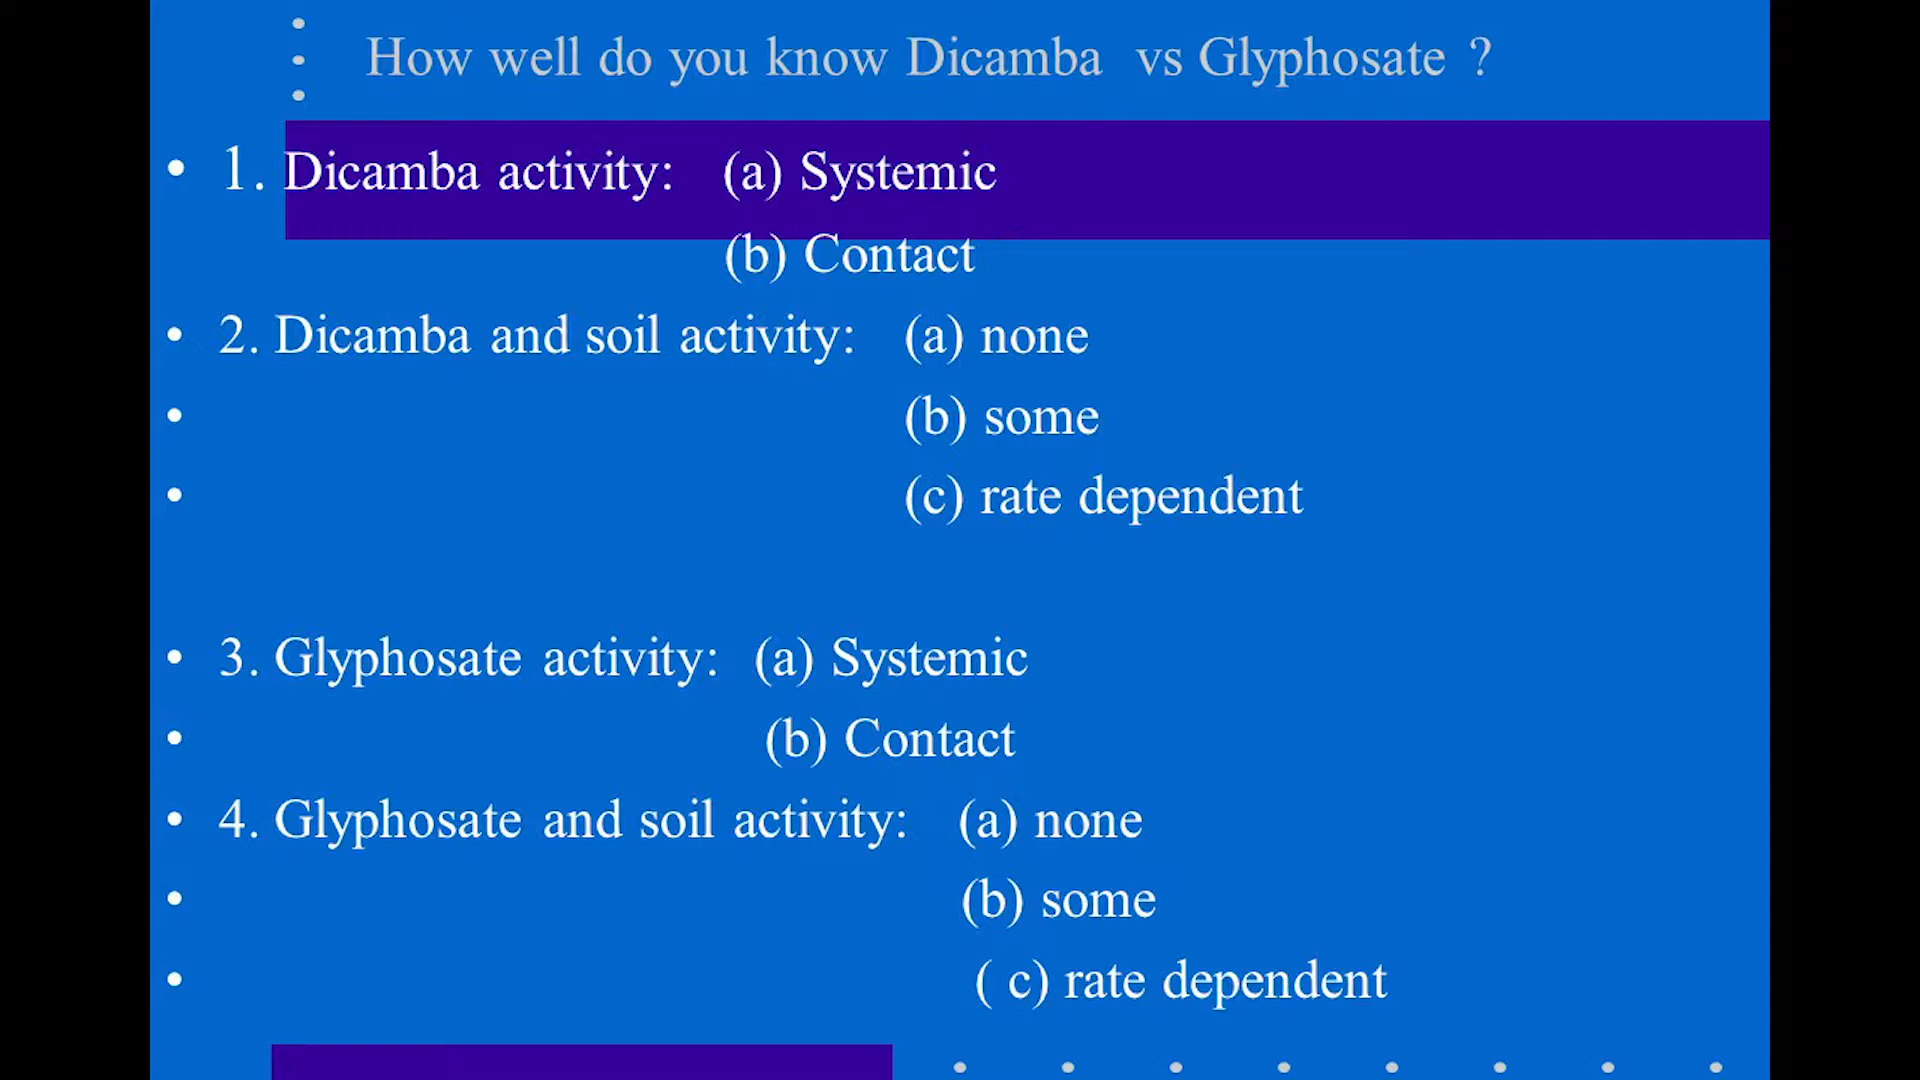 How well do you know Dicamba vs Glyphosate ?
• 1. Dicamba activity: (a) Systemic
(b) Contact
• 2. Dicamba and soil activity: (a) none
• (b) some
• (c) rate dependent
• 3. Glyphosate activity: (a) Systemic
• (b) Contact
• 4. Glyphosate and soil activity: (a) none
• (b) some
• ( c) rate dependent